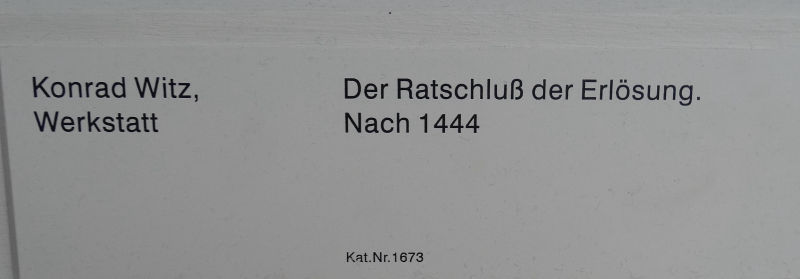 Konrad Witz,
Werkstatt
Der Ratschluß der Erlösung.
Nach 1444
Kat.Nr.1673